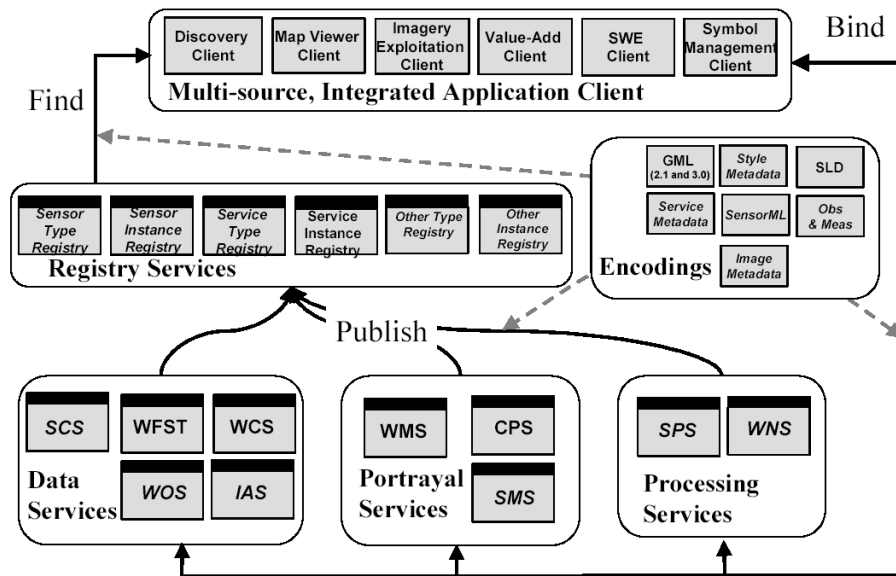 Discovery
Client
Map Viewer
Client
Imagery
Exploitation
Client
Value-Add
Client
SWE
Client
Symbol
Management
Client
Multi-source, Integrated Application Client
Bind
Find
GML
(2.1 and 3.0)
Style
Metadata
SLD
Service
Metadata
SensorML
Obs
& Meas
Image
Metadata
Encodings
Sensor
Type
Registry
Sensor
Instance
Registry
Service
Type
Registry
Service
Instance
Registry
Other Type
Registry
Other
Instance
Registry
Registry Services
Publish
SCS
WFST
WCS
WOS
IAS
Data
Services
WMS
CPS
SMS
Portrayal
Services
SPS
WNS
Processing
Services